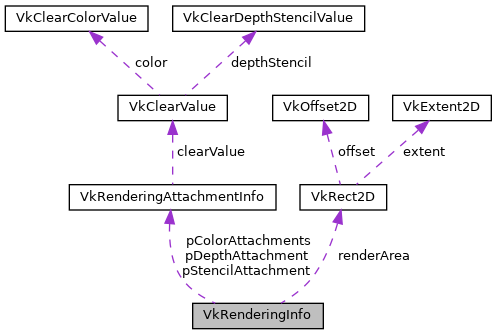 VkClearColorValue
VkClearDepthStencilValue
color
depthStencil
VkClearValue
VkOffset2D
VkExtent2D
clearValue
offset
extent
VkRenderingAttachmentInfo
VkRect2D
pColorAttachments
pDepthAttachment
pStencilAttachment
renderArea
VkRenderingInfo